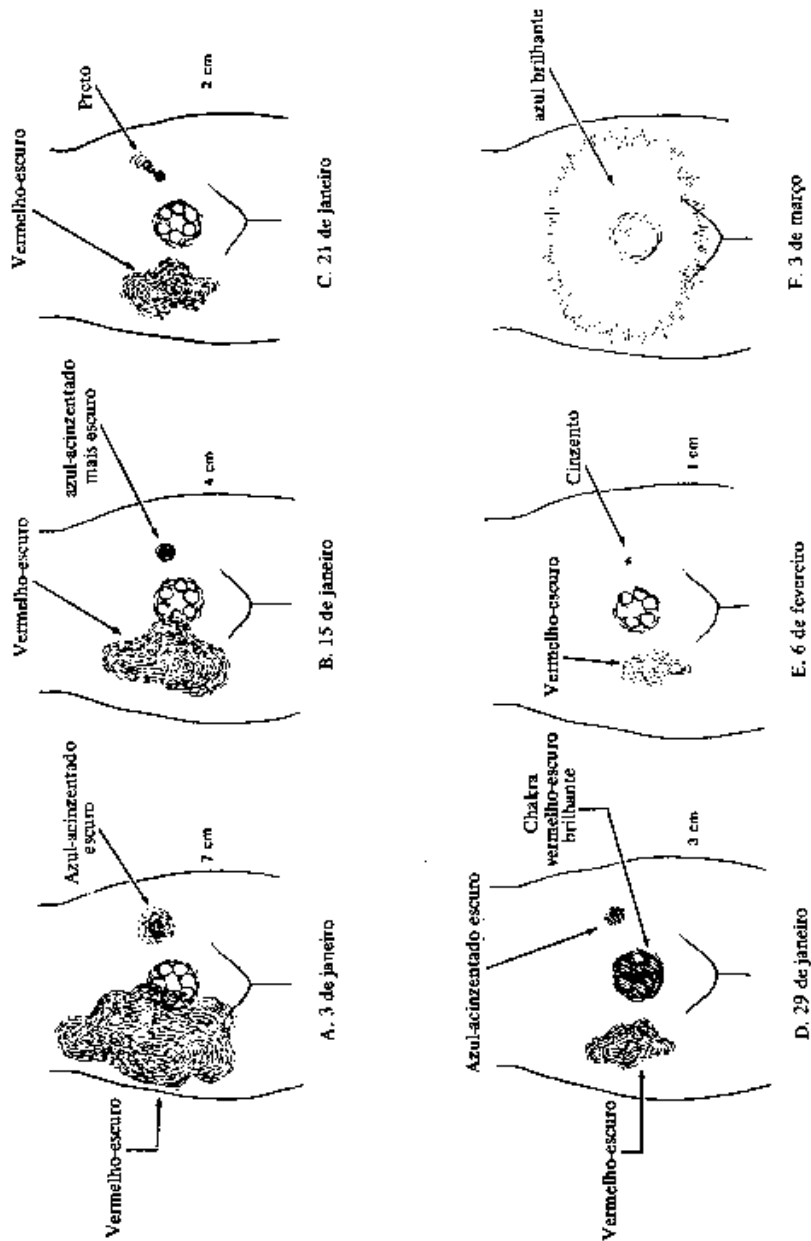 Vermelho-escuro
Azul-acinzentado
escuro
7 cm
A. 3 de janeiro
Vermelho-escuro
azul-acinzentado
mais escuro
4 cm
B. 15 de janeiro
Vermelho-escuro
Preto
2 cm
C. 21 de janeiro
Vermelho-escuro
Azul-acinzentado escuro
Chakra
vermelho-escuro
brilhante
3 cm
D. 29 de janeiro
Vermelho-escuro
Cinzento
1 cm
E. 6 de fevereiro
azul brilhante
F. 3 de março